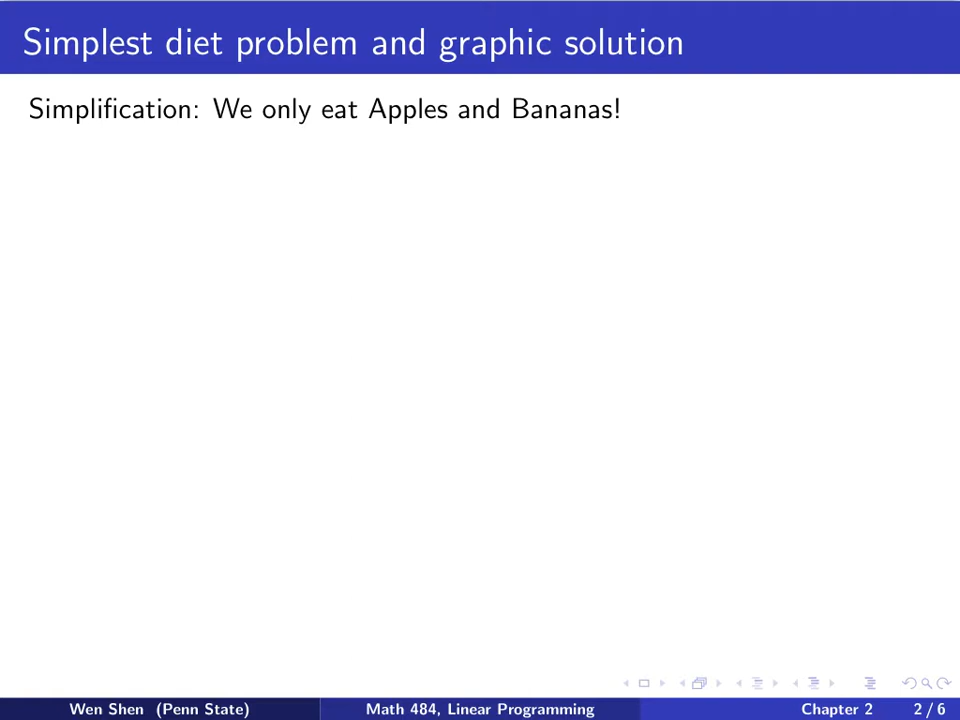 Simplest diet problem and graphic solution
Simplification: We only eat Apples and Bananas!
Wen Shen (Penn State) Math 484, Linear Programming Chapter 2 2 / 6